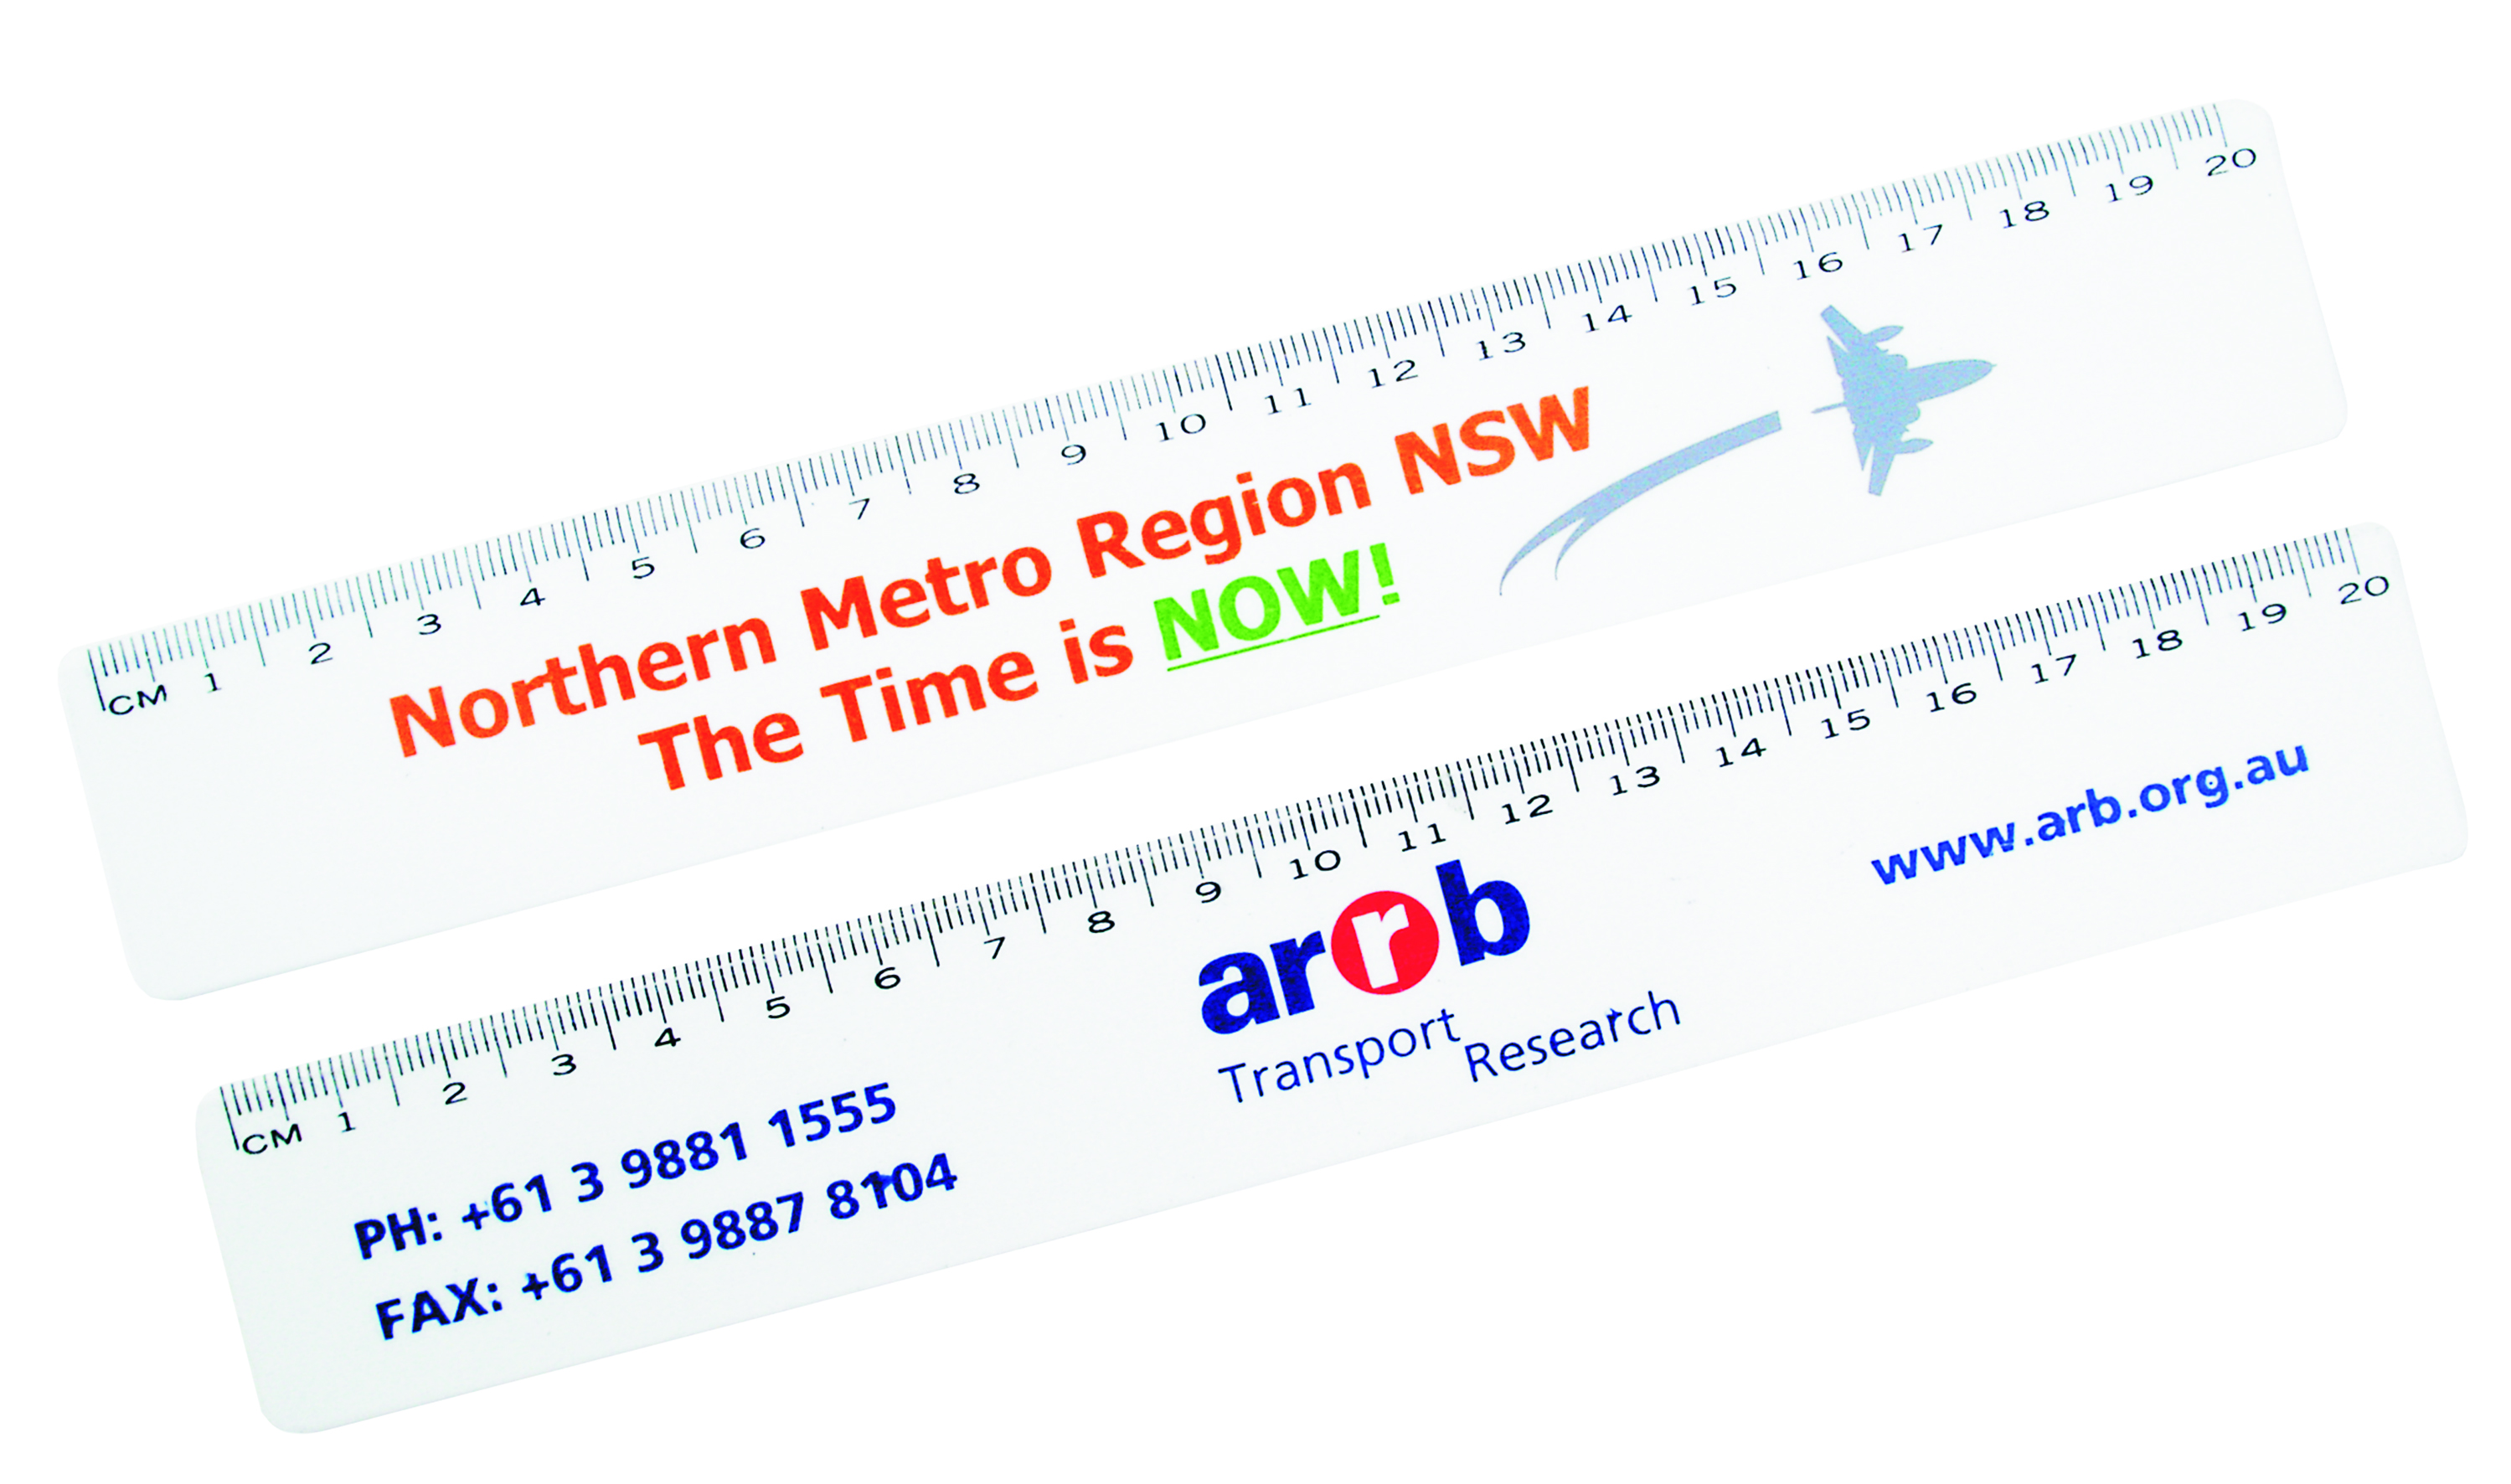 CM 1 2 3 4 5 6 7 8 9 10 11 12 13 14 15 16 17 18 19 20
Northern Metro Region NSW
The Time is NOW!
CM 1 2 3 4 5 6 7 8 9 10 11 12 13 14 15 16 17 18 19 20
PH: +61 3 9881 1555
FAX: +61 3 9887 8104
arrb
Transport Research
www.arb.org.au